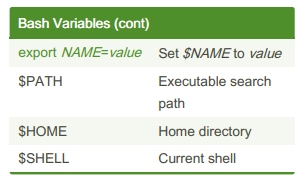 Bash Variables (cont)
export NAME=value Set $NAME to value
$PATH Executable search
path
$HOME Home directory
$SHELL Current shell